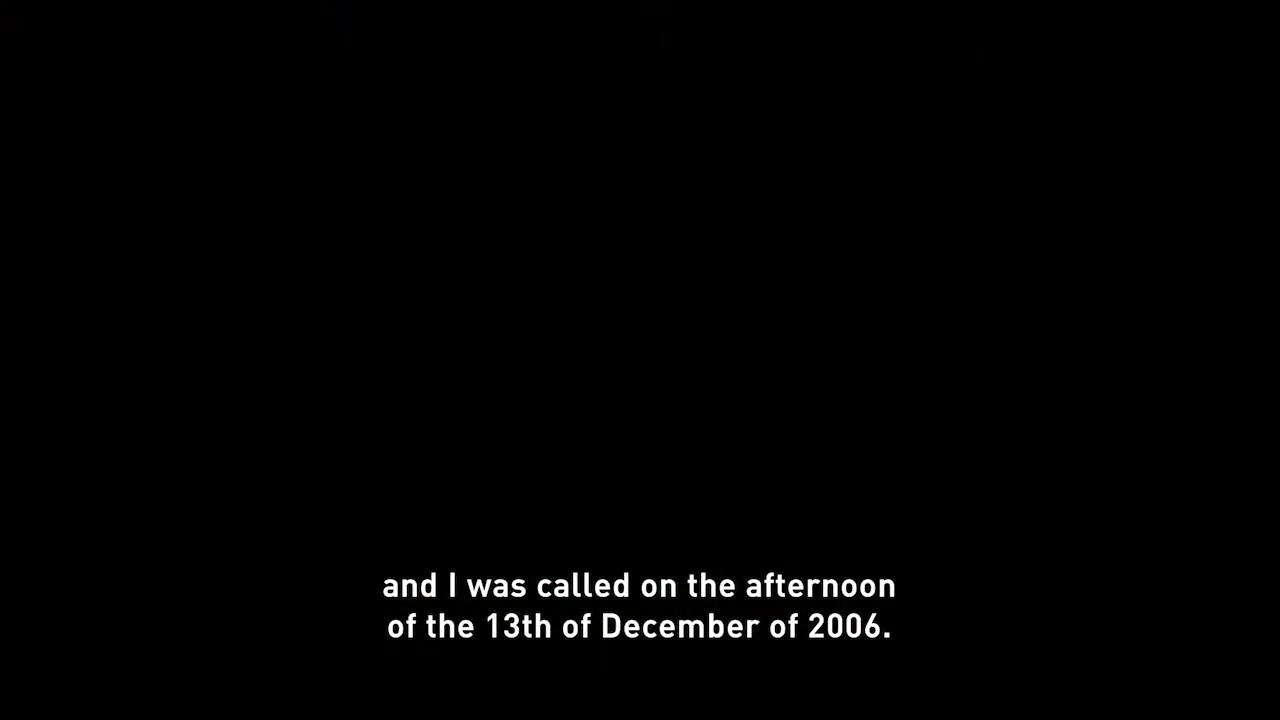 and I was called on the afternoon
of the 13th of December of 2006.